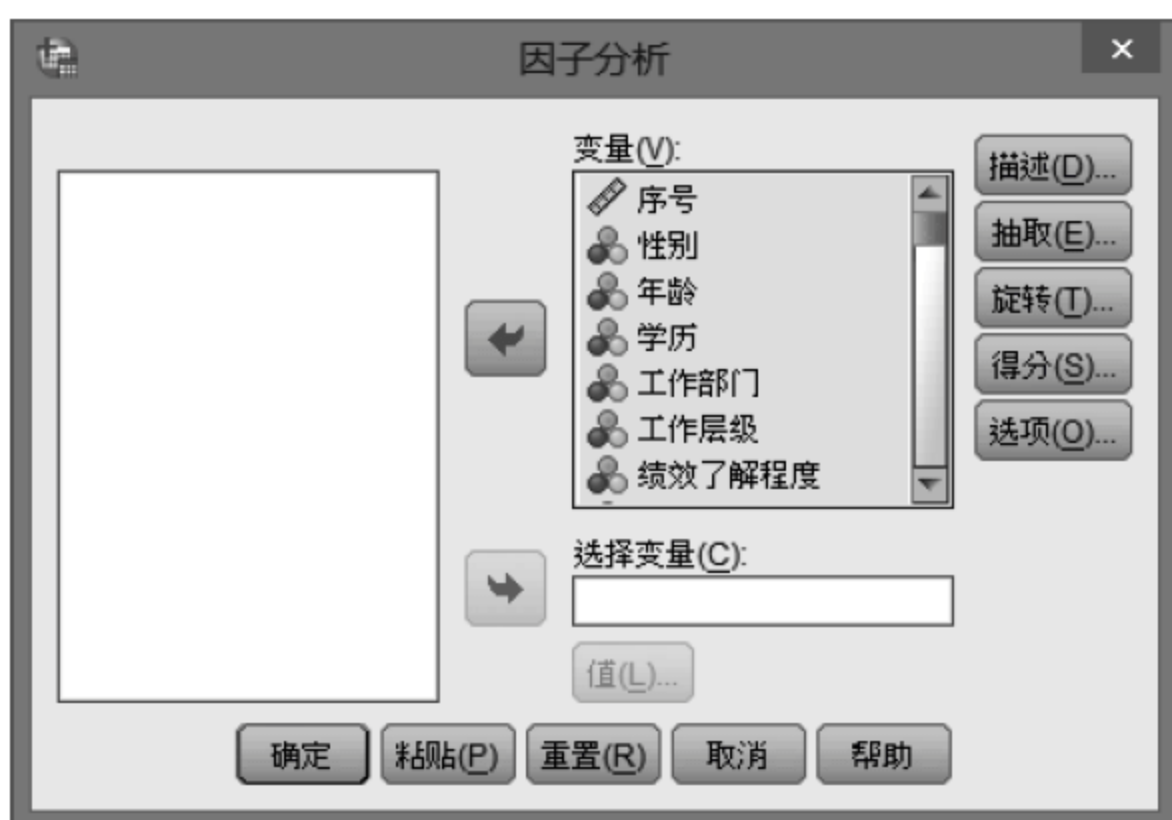 因子分析
变量(V):
序号
性别
年龄
学历
工作部门
工作层级
绩效了解程度
描述(D)...
抽取(E)...
旋转(T)...
得分(S)...
选项(O)...
选择变量(C):
值(L)...
确定 粘贴(P) 重置(R) 取消 帮助